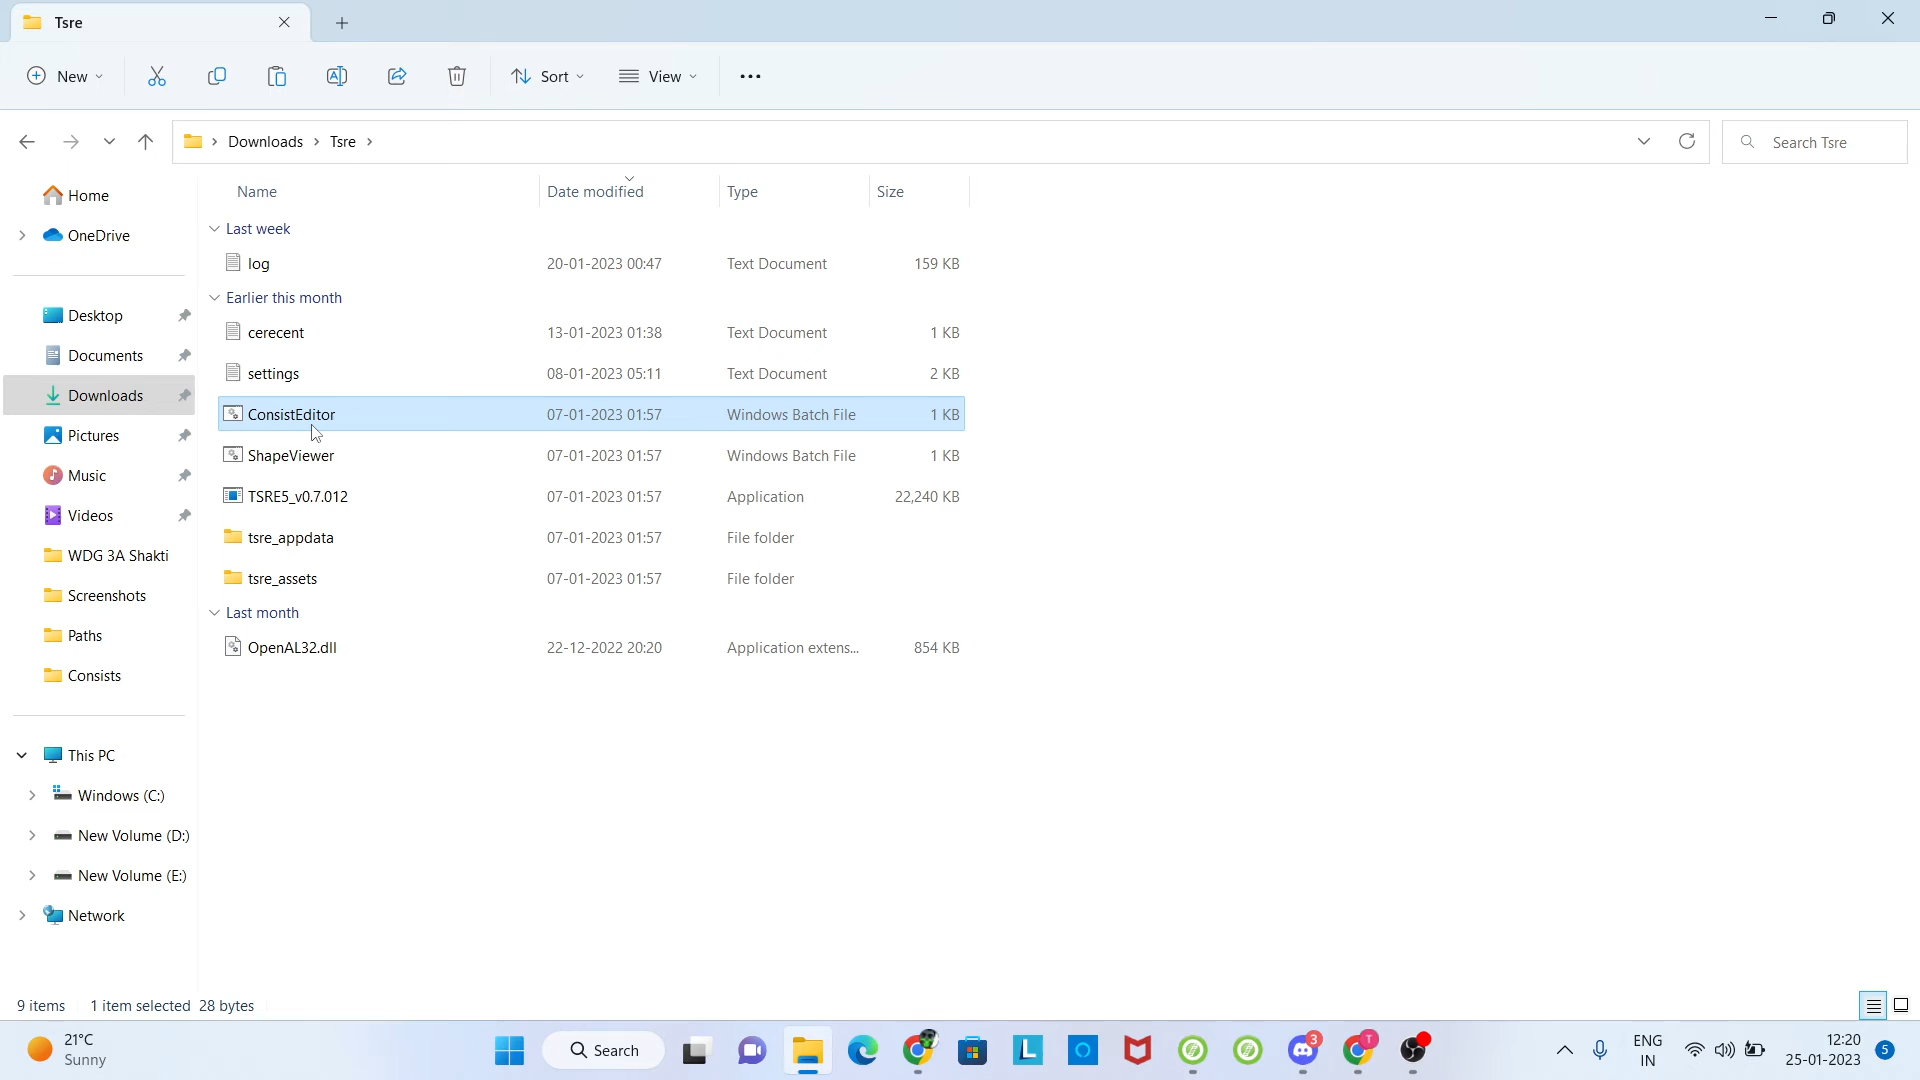 Tsre
New
Sort
View
Downloads
Tsre
Search Tsre
Name
Date modified
Type
Size
Home
OneDrive
Desktop
Documents
Downloads
Pictures
Music
Videos
WDG 3A Shakti
Screenshots
Paths
Consists
This PC
Windows (C:)
New Volume (D:)
New Volume (E:)
Network
Last week
log 20-01-2023 00:47 Text Document 159 KB
Earlier this month
cerecent 13-01-2023 01:38 Text Document 1 KB
settings 08-01-2023 05:11 Text Document 2 KB
ConsistEditor 07-01-2023 01:57 Windows Batch File 1 KB
ShapeViewer 07-01-2023 01:57 Windows Batch File 1 KB
TSRE5_v0.7.012 07-01-2023 01:57 Application 22,240 KB
tsre_appdata 07-01-2023 01:57 File folder
tsre_assets 07-01-2023 01:57 File folder
Last month
OpenAL32.dll 22-12-2022 20:20 Application extens... 854 KB
9 items 1 item selected 28 bytes
21°C
Sunny
Search
L
3
T
ENG
IN
12:20
25-01-2023
5